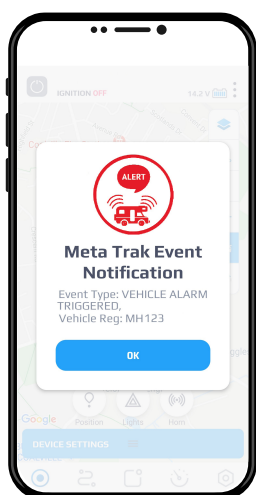 IGNITION OFF
14.2 V
ALERT
Meta Trak Event
Notification
Event Type: VEHICLE ALARM
TRIGGERED,
Vehicle Reg: MH123
OK
Google
Position
Lights
Horn
DEVICE SETTINGS